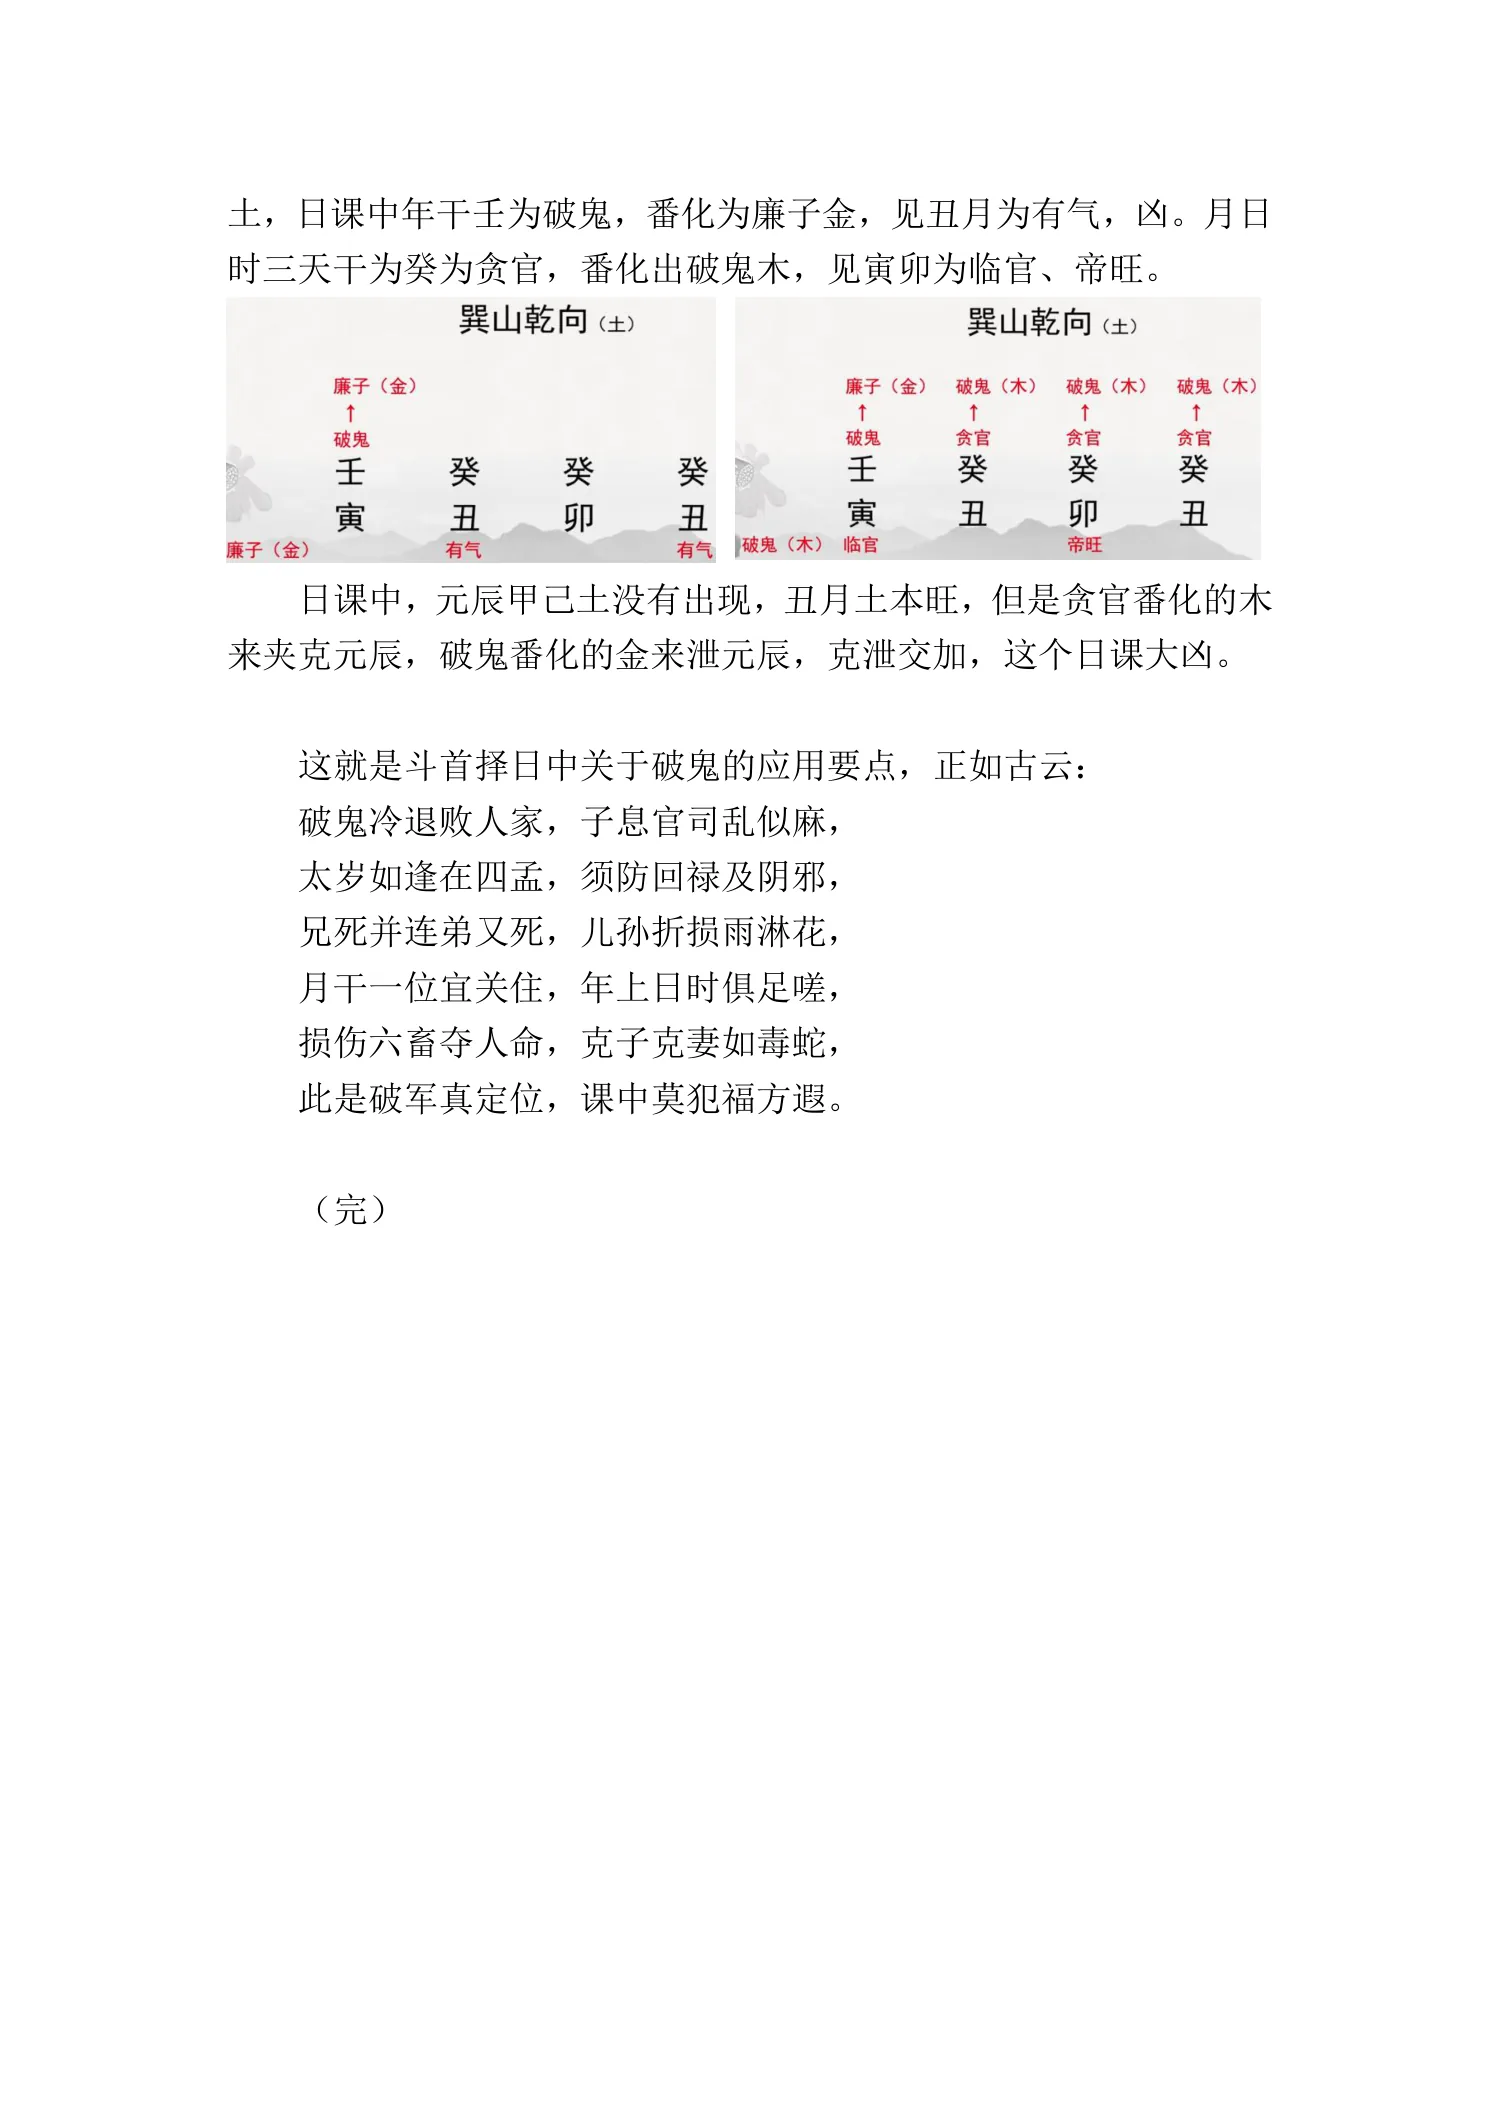 土，日课中年干壬为破鬼，番化为廉子金，见丑月为有气，凶。月日
时三天干为癸为贪官，番化出破鬼木，见寅卯为临官、帝旺。
巽山乾向（土）
廉子（金）
↑
破鬼
壬 癸 癸 癸
寅 丑 卯 丑
廉子（金） 有气 有气
巽山乾向（土）
廉子（金） 破鬼（木） 破鬼（木） 破鬼（木）
↑ ↑ ↑ ↑
破鬼 贪官 贪官 贪官
壬 癸 癸 癸
寅 丑 卯 丑
破鬼（木） 临官 帝旺
日课中，元辰甲己土没有出现，丑月土本旺，但是贪官番化的木
来夹克元辰，破鬼番化的金来泄元辰，克泄交加，这个日课大凶。
这就是斗首择日中关于破鬼的应用要点，正如古云：
破鬼冷退败人家，子息官司乱似麻，
太岁如逢在四孟，须防回禄及阴邪，
兄死并连弟又死，儿孙折损雨淋花，
月干一位宜关住，年上日时俱足嗟，
损伤六畜夺人命，克子克妻如毒蛇，
此是破军真定位，课中莫犯福方遐。
（完）